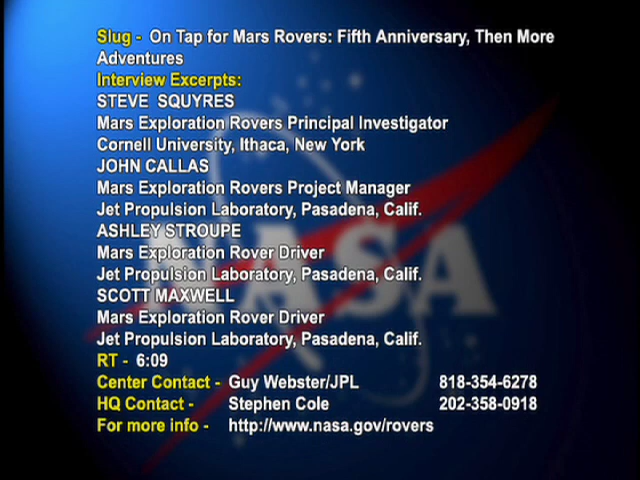 Slug - On Tap for Mars Rovers: Fifth Anniversary, Then More
Adventures
Interview Excerpts:
STEVE SQUYRES
Mars Exploration Rovers Principal Investigator
Cornell University, Ithaca, New York
JOHN CALLAS
Mars Exploration Rovers Project Manager
Jet Propulsion Laboratory, Pasadena, Calif.
ASHLEY STROUPE
Mars Exploration Rover Driver
Jet Propulsion Laboratory, Pasadena, Calif.
SCOTT MAXWELL
Mars Exploration Rover Driver
Jet Propulsion Laboratory, Pasadena, Calif.
RT - 6:09
Center Contact - Guy Webster/JPL 818-354-6278
HQ Contact - Stephen Cole 202-358-0918
For more info - http://www.nasa.gov/rovers
NASA